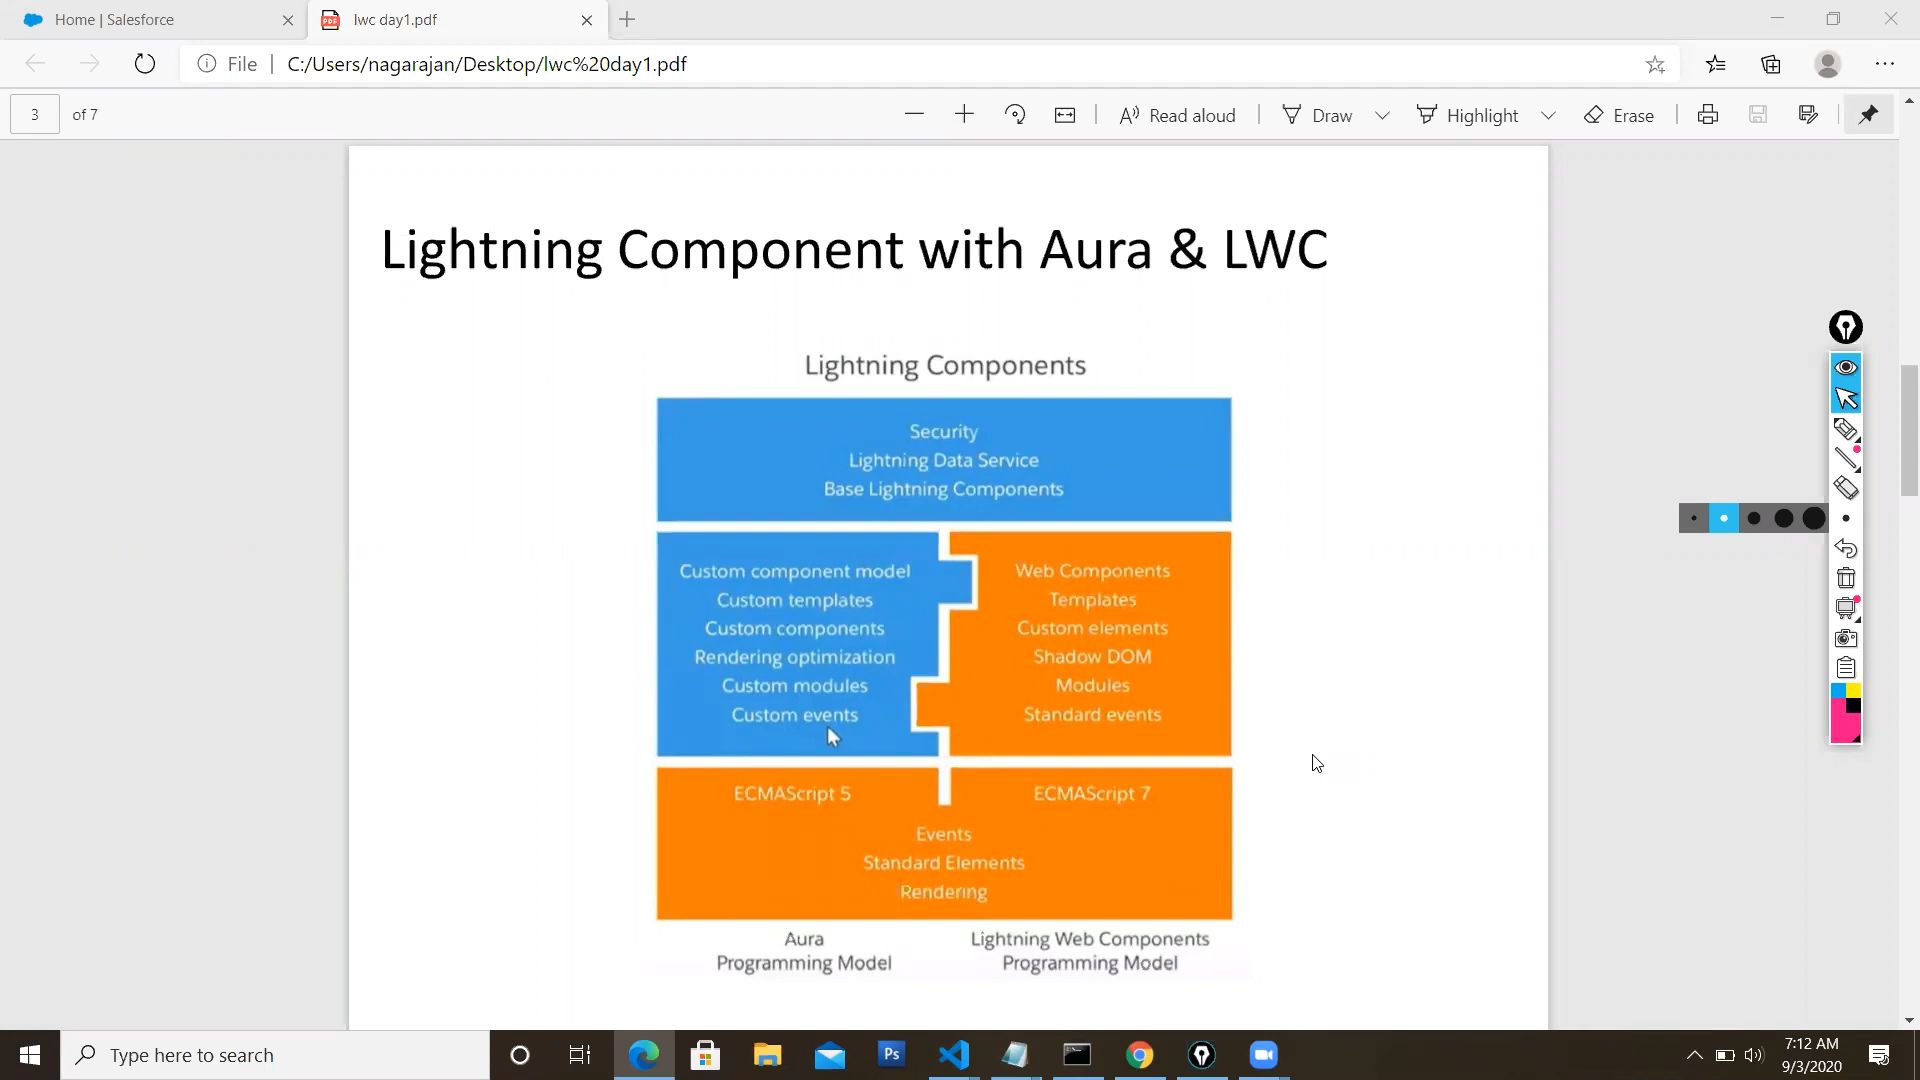 Home | Salesforce
lwc day1.pdf
File
C:/Users/nagarajan/Desktop/lwc%20day1.pdf
3 of 7
Read aloud
Draw
Highlight
Erase
Lightning Component with Aura & LWC
Lightning Components
Security
Lightning Data Service
Base Lightning Components
Custom component model
Custom templates
Custom components
Rendering optimization
Custom modules
Custom events
Web Components
Templates
Custom elements
Shadow DOM
Modules
Standard events
ECMAScript 5
ECMAScript 7
Events
Standard Elements
Rendering
Aura
Programming Model
Lightning Web Components
Programming Model
Type here to search
Ps
7:12 AM
9/3/2020